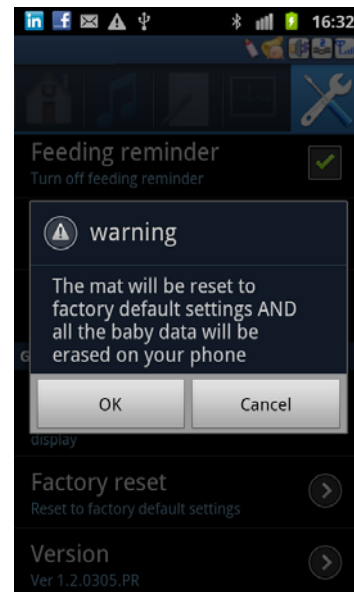 in f 16:32
Feeding reminder
Turn off feeding reminder
warning
The mat will be reset to
factory default settings AND
all the baby data will be
erased on your phone
G
OK Cancel
display
Factory reset
Reset to factory default settings
Version
Ver 1.2.0305.PR